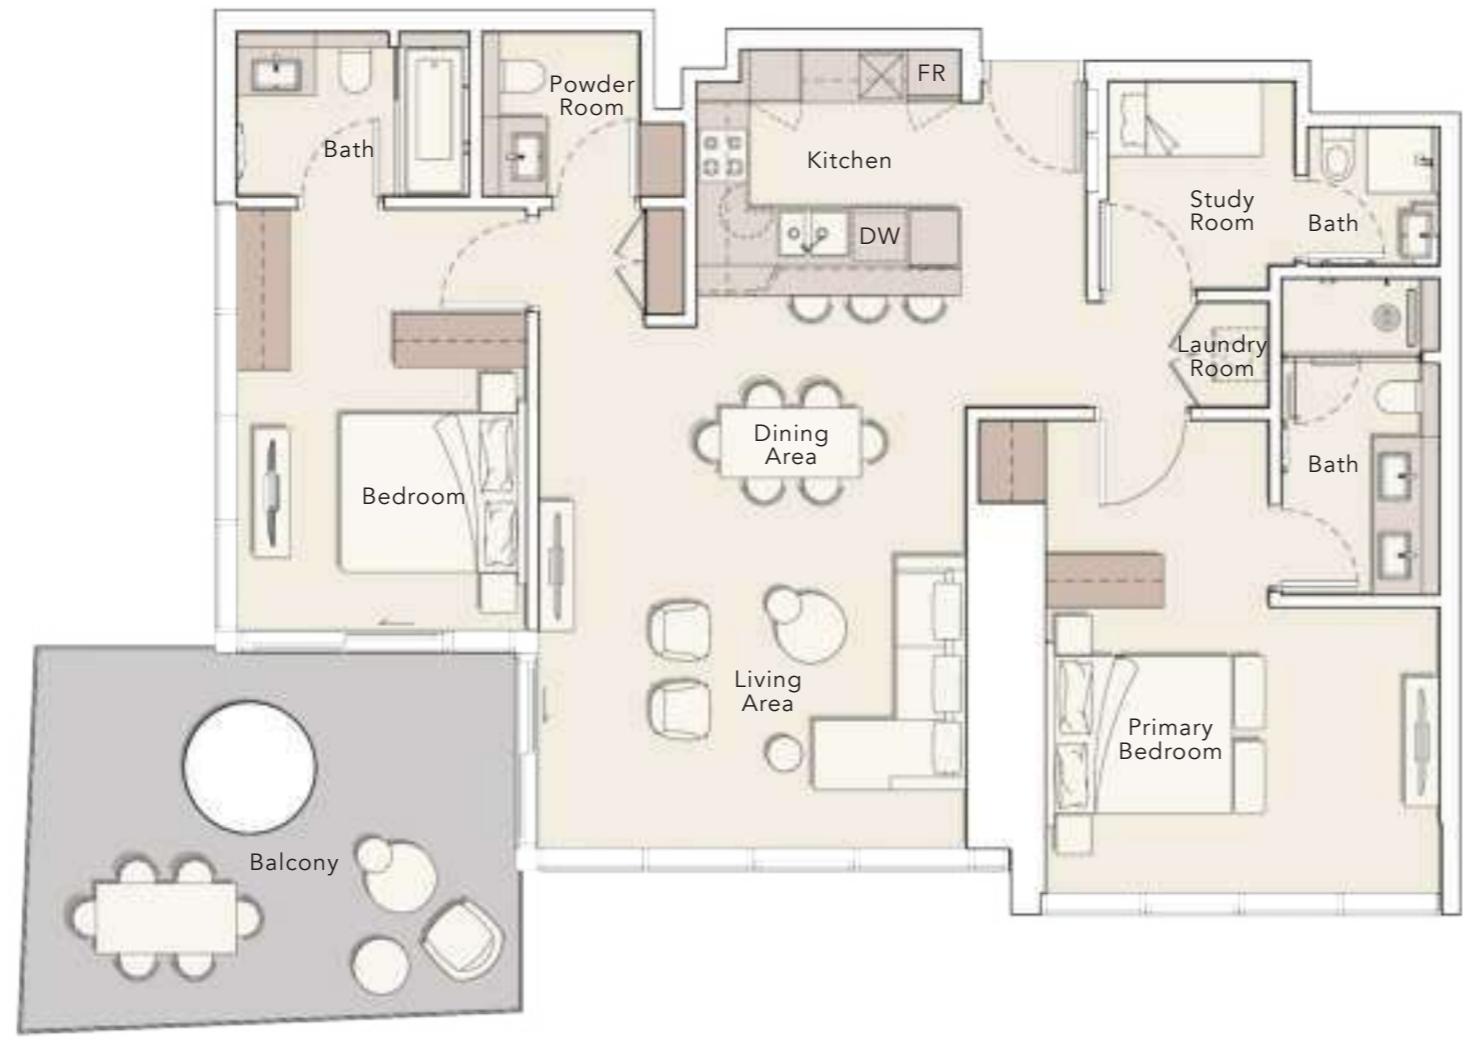 FR
Powder
Room
Bath
Kitchen
Study
Room
Bath
DW
Laundry
Room
Dining
Area
Bath
Bedroom
Living
Area
Primary
Bedroom
Balcony